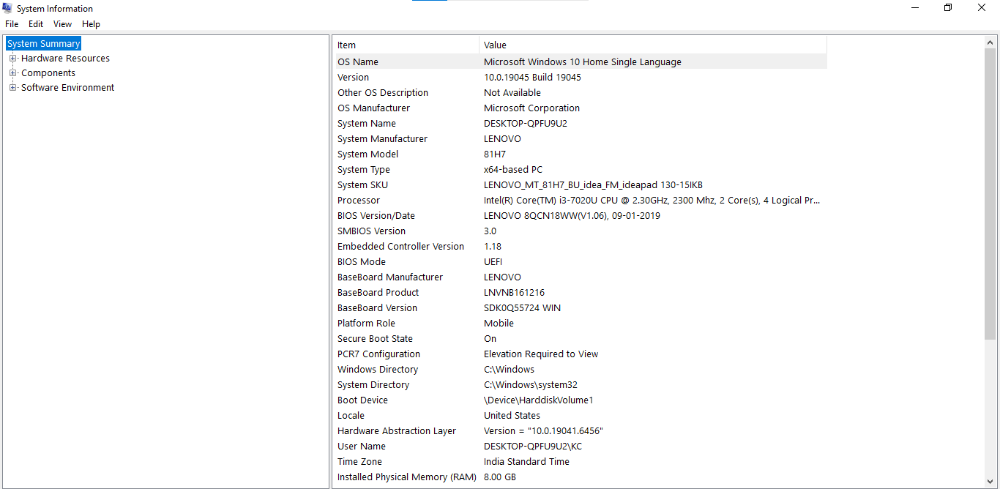 System Information
File Edit View Help
System Summary
Hardware Resources
Components
Software Environment
Item Value
OS Name Microsoft Windows 10 Home Single Language
Version 10.0.19045 Build 19045
Other OS Description Not Available
OS Manufacturer Microsoft Corporation
System Name DESKTOP-QPFU9U2
System Manufacturer LENOVO
System Model 81H7
System Type x64-based PC
System SKU LENOVO_MT_81H7_BU_idea_FM_ideapad 130-15IKB
Processor Intel(R) Core(TM) i3-7020U CPU @ 2.30GHz, 2300 Mhz, 2 Core(s), 4 Logical Pr...
BIOS Version/Date LENOVO 8QCN18WW(V1.06), 09-01-2019
SMBIOS Version 3.0
Embedded Controller Version 1.18
BIOS Mode UEFI
BaseBoard Manufacturer LENOVO
BaseBoard Product LNVNB161216
BaseBoard Version SDK0Q55724 WIN
Platform Role Mobile
Secure Boot State On
PCR7 Configuration Elevation Required to View
Windows Directory C:\Windows
System Directory C:\Windows\system32
Boot Device \Device\HarddiskVolume1
Locale United States
Hardware Abstraction Layer Version = "10.0.19041.6456"
User Name DESKTOP-QPFU9U2\KC
Time Zone India Standard Time
Installed Physical Memory (RAM) 8.00 GB